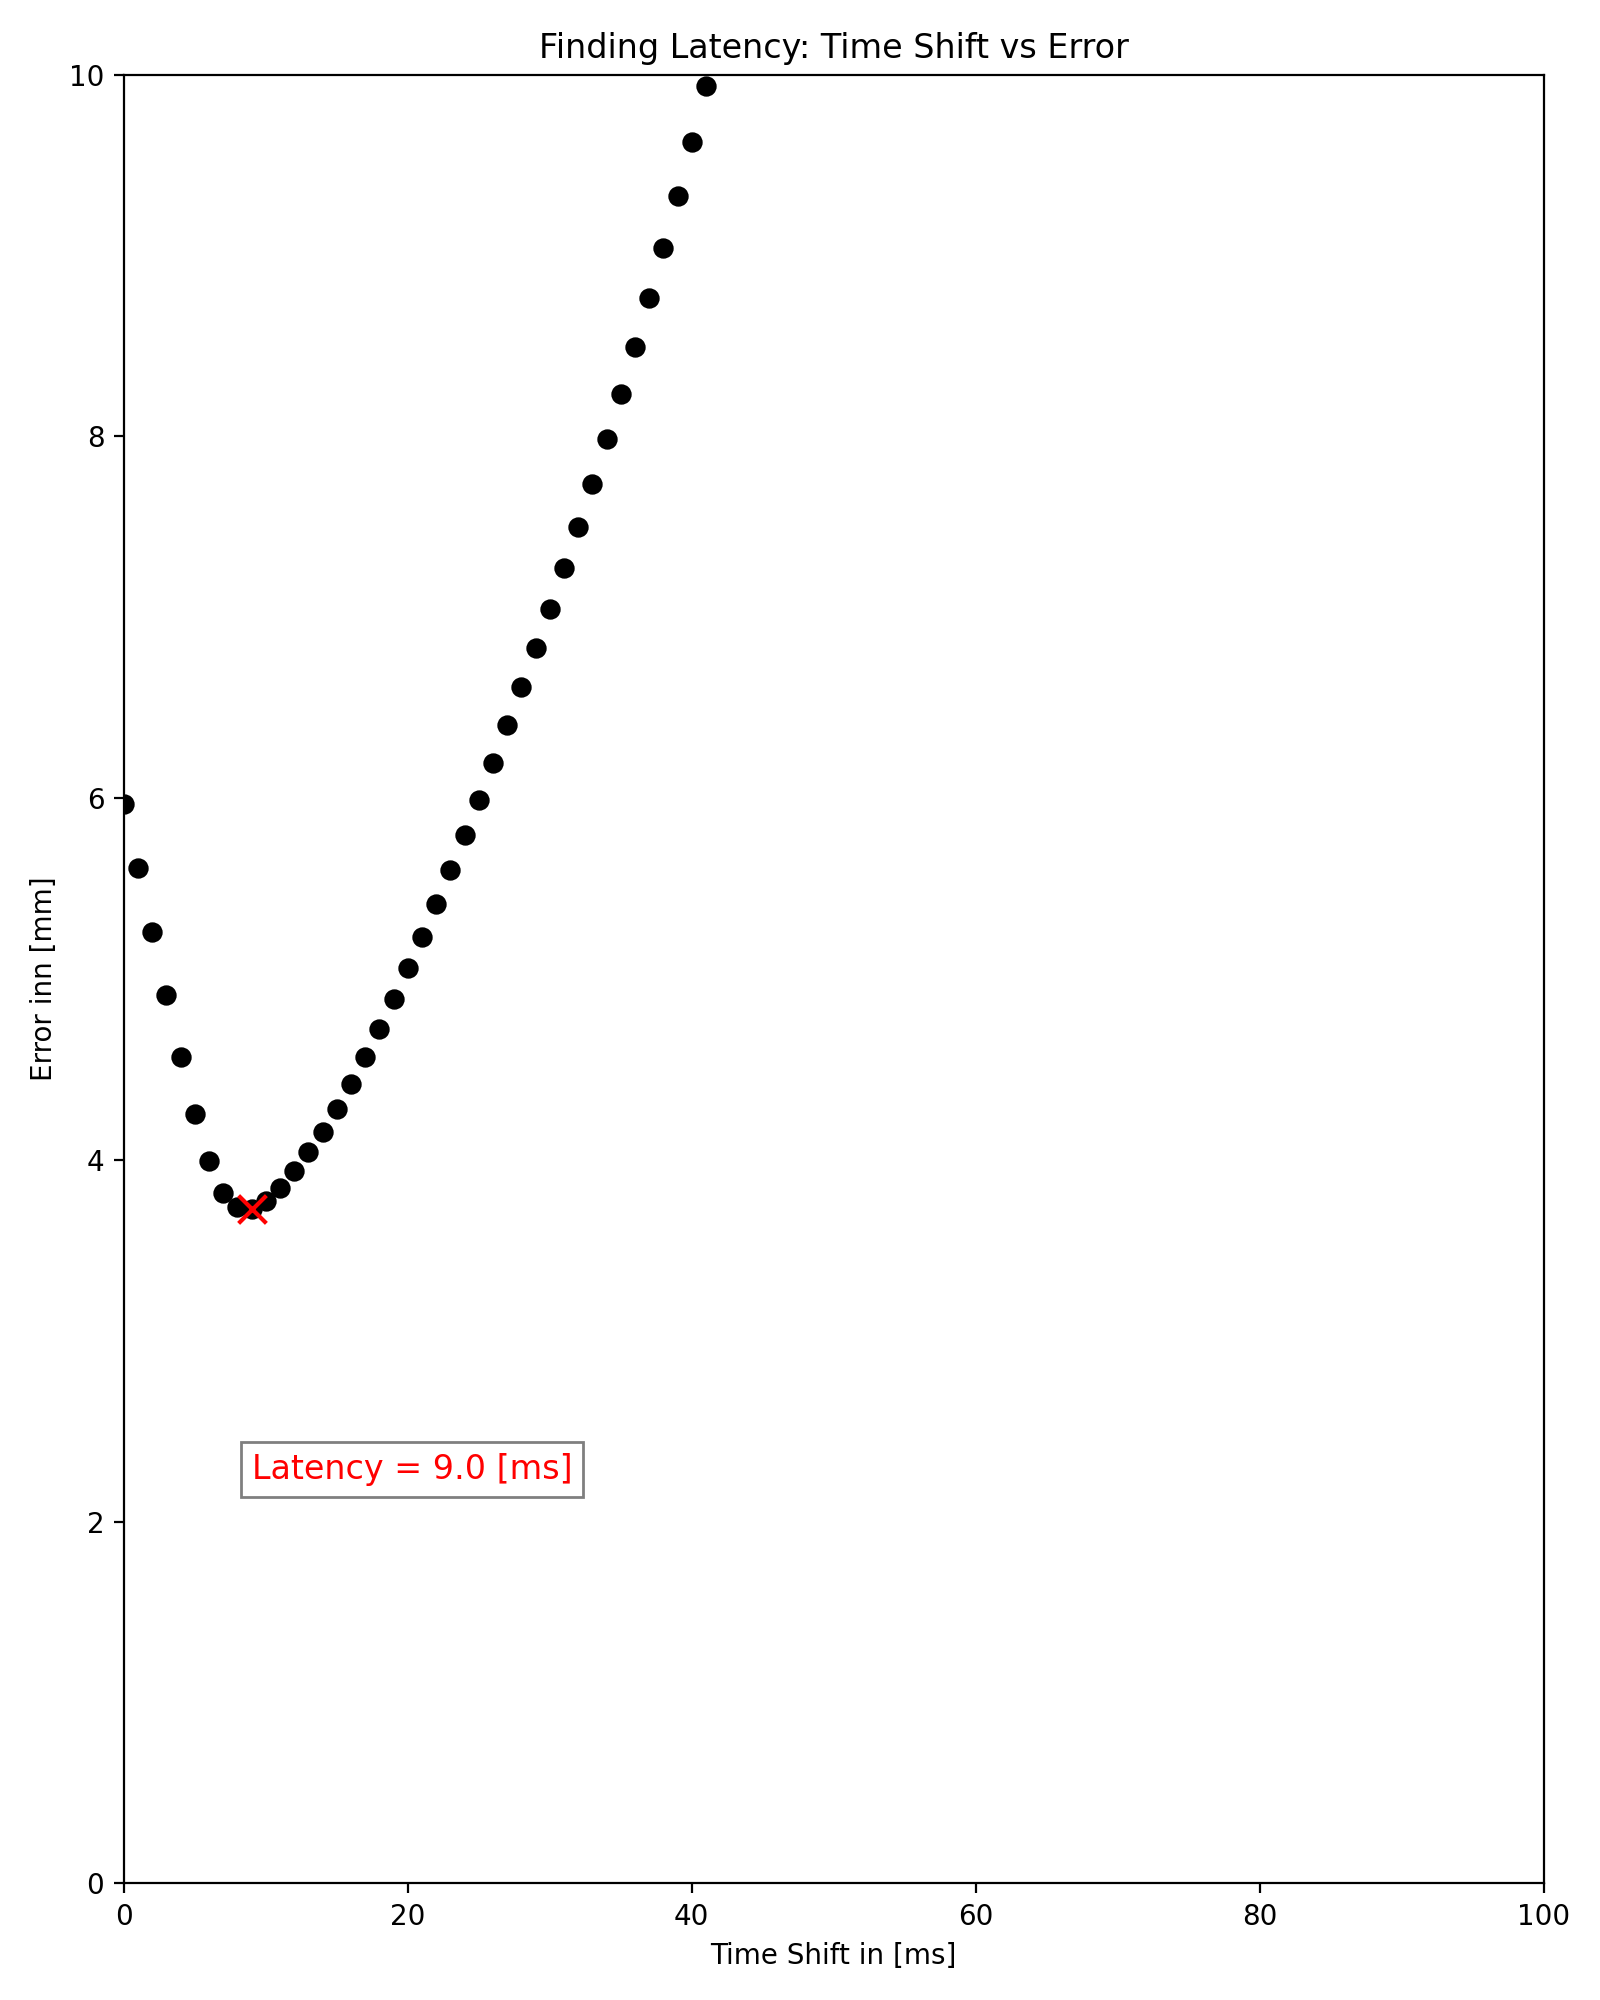 Finding Latency: Time Shift vs Error
10
8
6
4
2
0
Error inn [mm]
Latency = 9.0 [ms]
0 20 40 60 80 100
Time Shift in [ms]